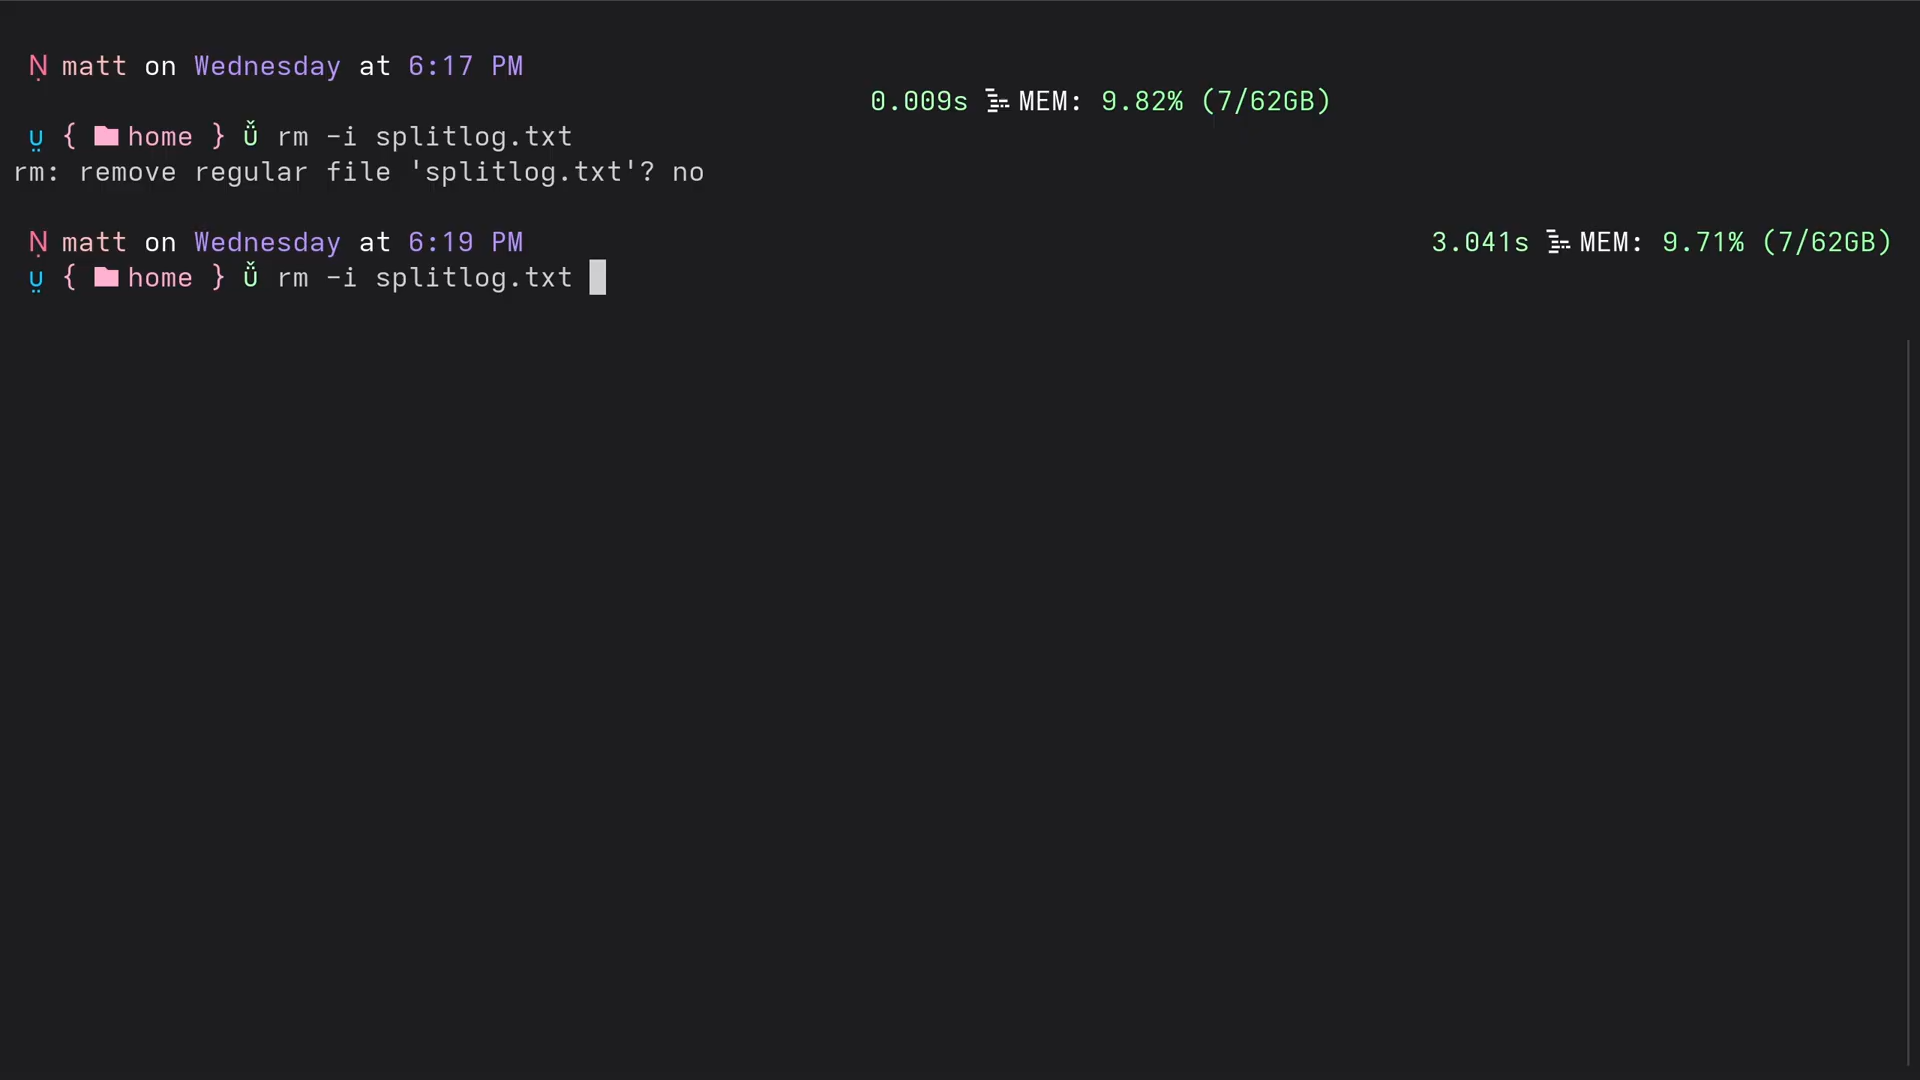 Ṇ matt on Wednesday at 6:17 PM
0.009s MEM: 9.82% (7/62GB)
ṳ { home } ǚ rm -i splitlog.txt
rm: remove regular file 'splitlog.txt'? no
Ṇ matt on Wednesday at 6:19 PM 3.041s MEM: 9.71% (7/62GB)
ṳ { home } ǚ rm -i splitlog.txt